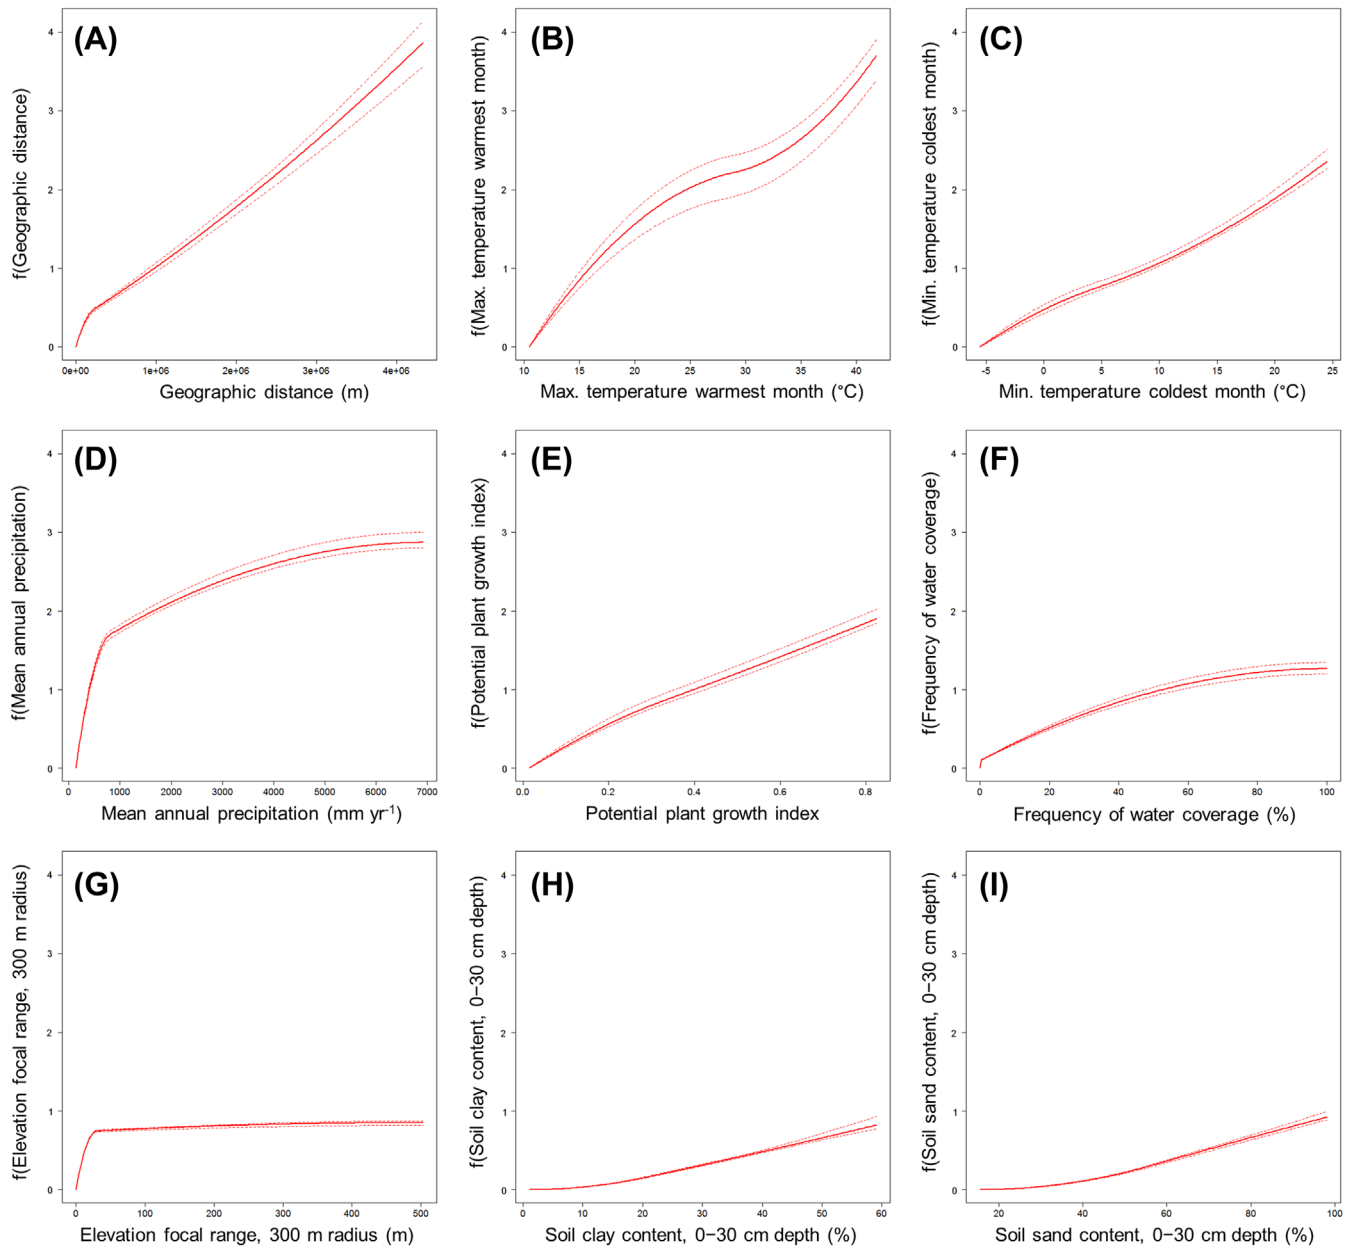 (A)
f(Geographic distance)
4
3
2
1
0
0e+00 1e+06 2e+06 3e+06 4e+06
Geographic distance (m)
(B)
f(Max. temperature warmest month)
4
3
2
1
0
10 15 20 25 30 35 40
Max. temperature warmest month (°C)
(C)
f(Min. temperature coldest month)
4
3
2
1
0
-5 0 5 10 15 20 25
Min. temperature coldest month (°C)
(D)
f(Mean annual precipitation)
4
3
2
1
0
0 1000 2000 3000 4000 5000 6000 7000
Mean annual precipitation (mm yr-1)
(E)
f(Potential plant growth index)
4
3
2
1
0
0.0 0.2 0.4 0.6 0.8
Potential plant growth index
(F)
f(Frequency of water coverage)
4
3
2
1
0
0 20 40 60 80 100
Frequency of water coverage (%)
(G)
f(Elevation focal range, 300 m radius)
4
3
2
1
0
0 100 200 300 400 500
Elevation focal range, 300 m radius (m)
(H)
f(Soil clay content, 0−30 cm depth)
4
3
2
1
0
0 10 20 30 40 50 60
Soil clay content, 0−30 cm depth (%)
(I)
f(Soil sand content, 0−30 cm depth)
4
3
2
1
0
20 40 60 80 100
Soil sand content, 0−30 cm depth (%)